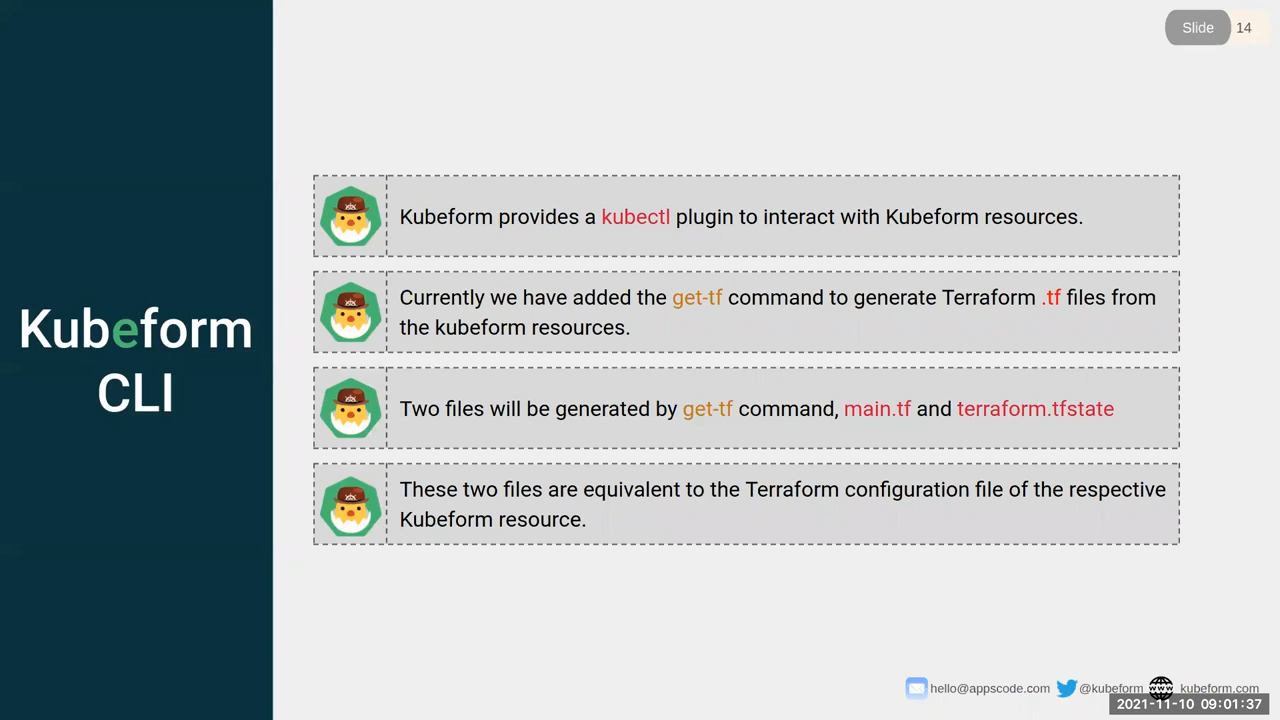 Slide 14
Kubeform
CLI
Kubeform provides a kubectl plugin to interact with Kubeform resources.
Currently we have added the get-tf command to generate Terraform .tf files from
the kubeform resources.
Two files will be generated by get-tf command, main.tf and terraform.tfstate
These two files are equivalent to the Terraform configuration file of the respective
Kubeform resource.
hello@appscode.com @kubeform kubeform.com
2021-11-10 09:01:37